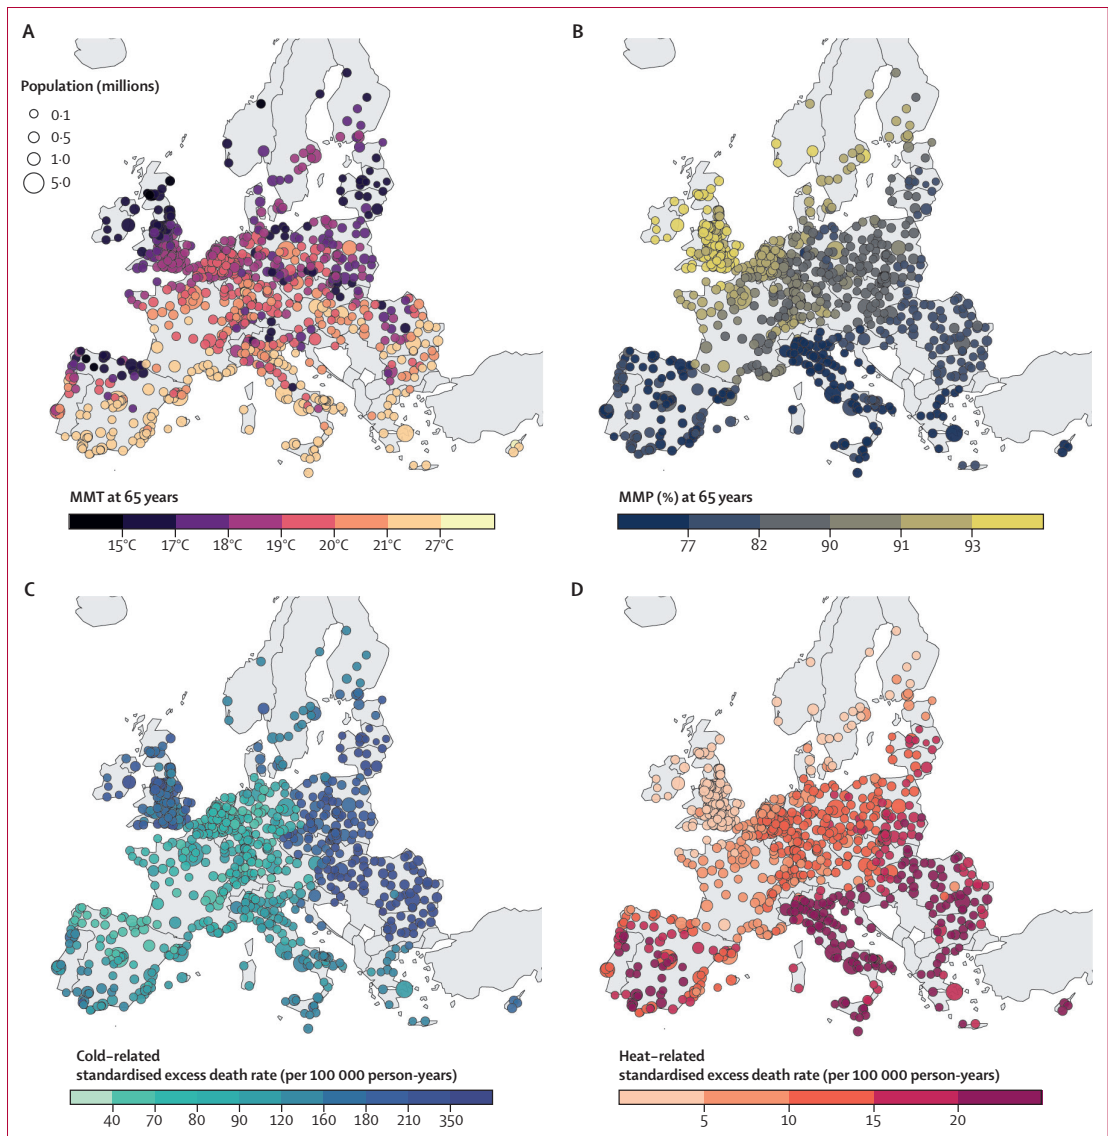 A
Population (millions)
0·1
0·5
1·0
5·0
MMT at 65 years
15°C 17°C 18°C 19°C 20°C 21°C 27°C
B
MMP (%) at 65 years
77 82 90 91 93
C
Cold–related
standardised excess death rate (per 100 000 person-years)
40 70 80 90 120 160 180 210 350
D
Heat–related
standardised excess death rate (per 100 000 person-years)
5 10 15 20